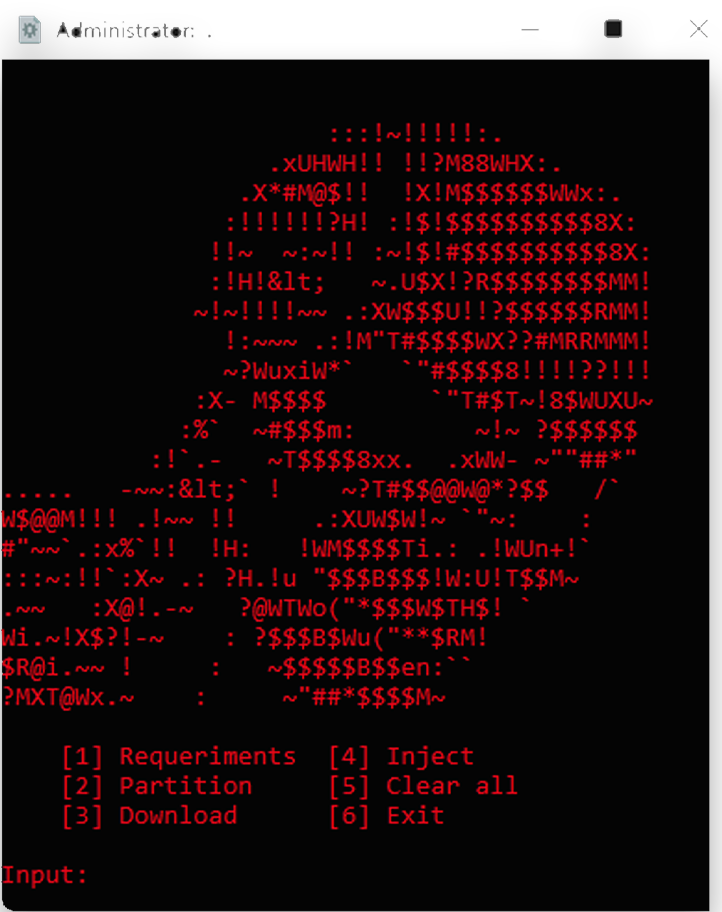 Administrator: .
:::!~!!!!!:.
.xUHWH!! !!?M88WHX:.
.X*#M@$!!  !X!M$$$$$$WWx:.
:!!!!!!?H! :!$!$$$$$$$$$$8X:
!!~  ~:~!! :~!$!#$$$$$$$$$$8X:
:!H!&lt;   ~.U$X!?R$$$$$$$$MM!
~!~!!!!~~ .:XW$$$U!!?$$$$$$RMM!
!:~~~ .:!M"T#$$$$WX??#MRRMMM!
~?WuxiW*`   `"#$$$$8!!!!??!!!
:X- M$$$$       `"T#$T~!8$WUXU~
:%`  ~#$$$m:        ~!~ ?$$$$$$
:!`.-   ~T$$$$8xx.  .xWW- ~""##*"
.....   -~~:&lt;` !    ~?T#$$@@W@*?$$   /`
W$@@M!!! .!~~ !!     .:XUW$W!~ `"~:    :
#"~~`.:x%`!!  !H:   !WM$$$$Ti.: .!WUn+!`
:::~:!!`:X~ .: ?H.!u "$$$B$$$!W:U!T$$M~
.~~   :X@!.-~   ?@WTWo("*$$$W$TH$! `
Wi.~!X$?!-~    : ?$$$B$Wu("**$RM!
$R@i.~~ !     :   ~$$$$$B$$en:``
?MXT@Wx.~    :     ~"##*$$$$M~
[1] Requeriments  [4] Inject
[2] Partition     [5] Clear all
[3] Download      [6] Exit
Input: